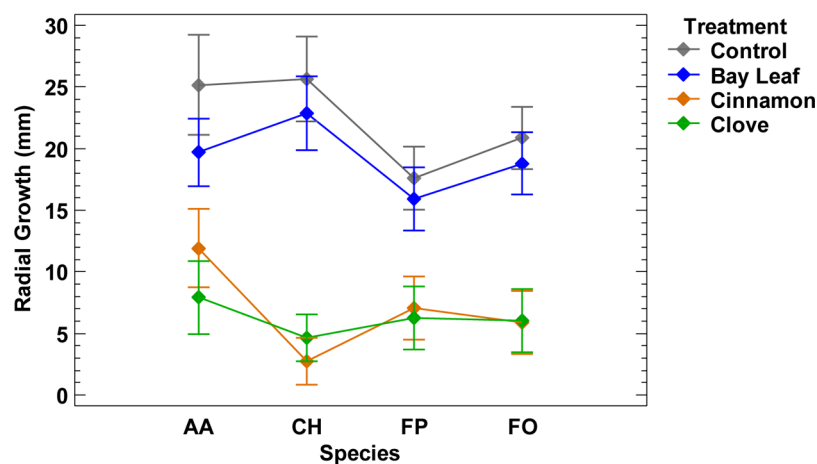 Treatment
Control
Bay Leaf
Cinnamon
Clove
Radial Growth (mm)
30
25
20
15
10
5
0
AA CH FP FO
Species